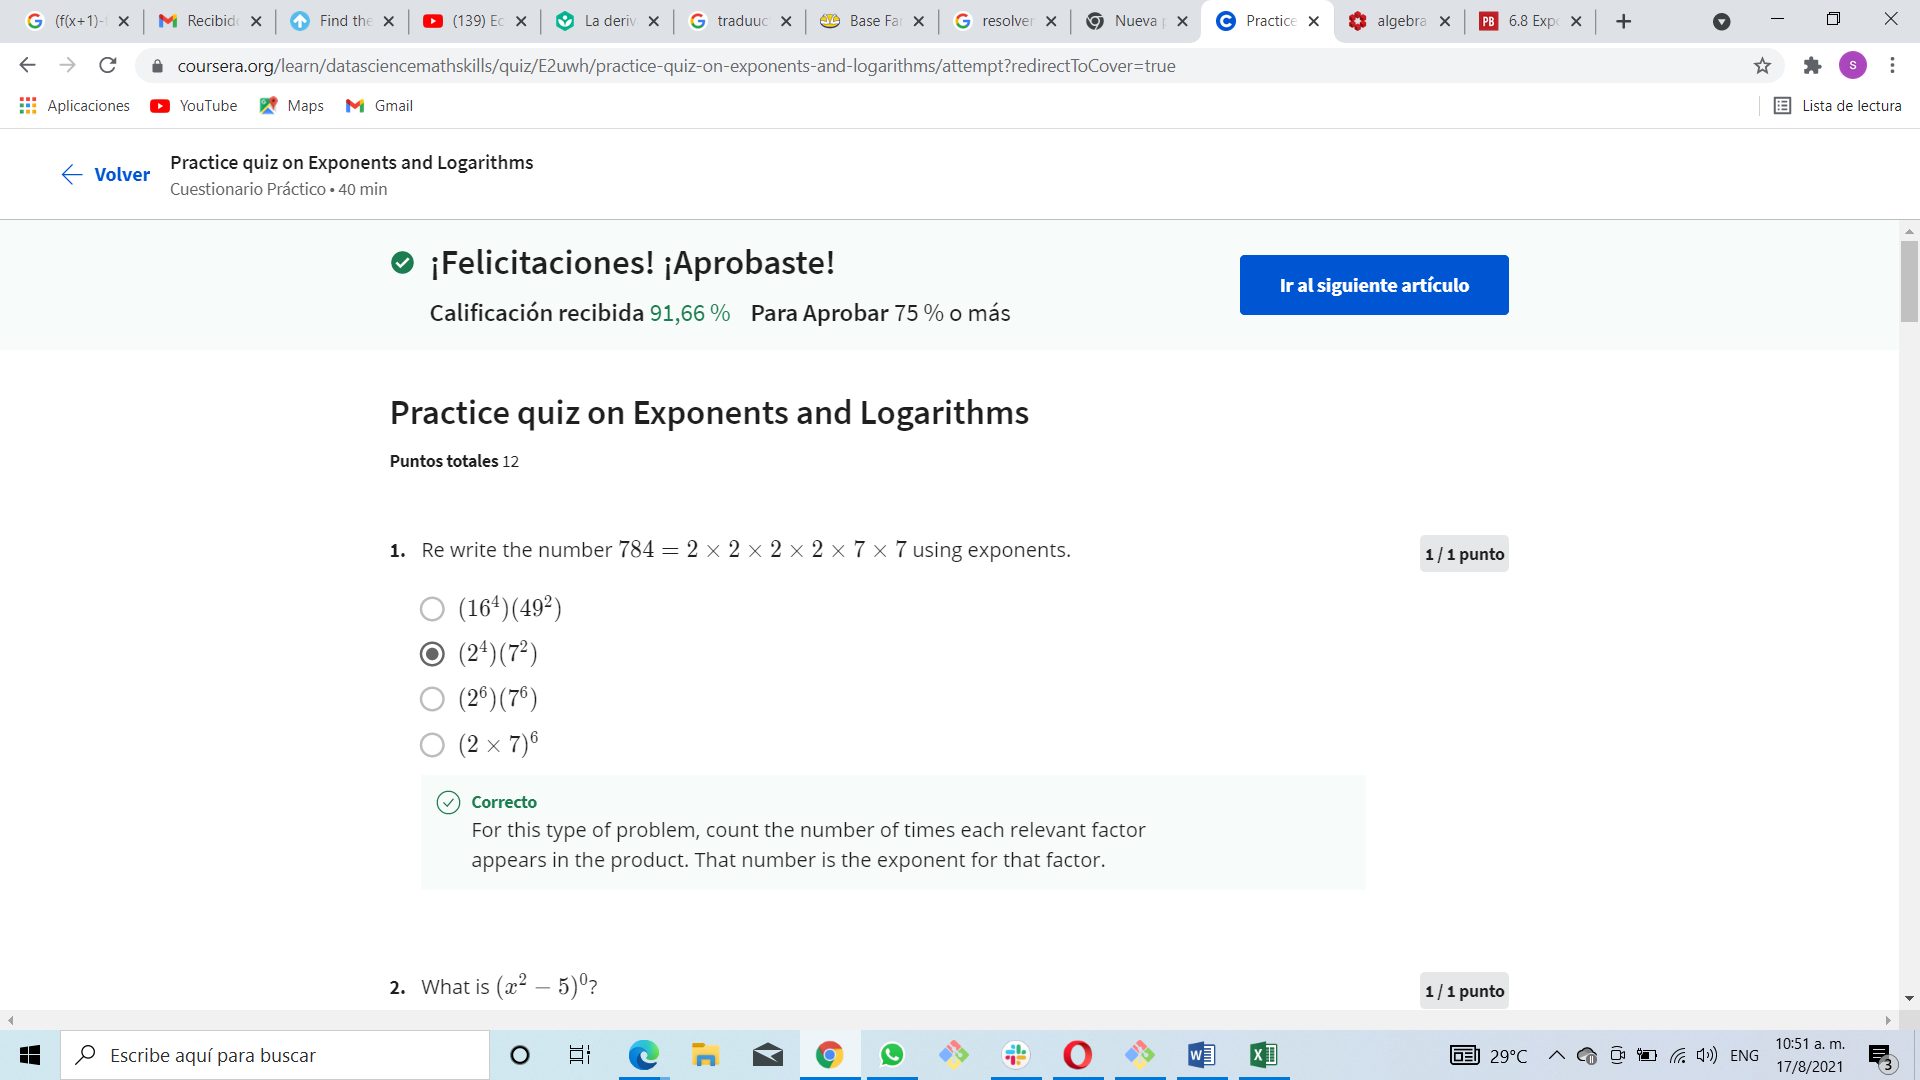 (f(x+1)-
Recibid
Find the
(139) Ec
La deriv
traduuc
Base Fa
resolver
Nueva p
Practice
algebra
PB 6.8 Expo
coursera.org/learn/datasciencemathskills/quiz/E2uwh/practice-quiz-on-exponents-and-logarithms/attempt?redirectToCover=true
S
Aplicaciones YouTube Maps Gmail Lista de lectura
Volver
Practice quiz on Exponents and Logarithms
Cuestionario Práctico • 40 min
¡Felicitaciones! ¡Aprobaste!
Calificación recibida 91,66 % Para Aprobar 75 % o más
Ir al siguiente artículo
Practice quiz on Exponents and Logarithms
Puntos totales 12
1. Re write the number 784 = 2 × 2 × 2 × 2 × 7 × 7 using exponents.
1 / 1 punto
(16⁴)(49²)
(2⁴)(7²)
(2⁶)(7⁶)
(2 × 7)⁶
Correcto
For this type of problem, count the number of times each relevant factor
appears in the product. That number is the exponent for that factor.
2. What is (x² − 5)⁰?
1 / 1 punto
Escribe aquí para buscar
29°C
ENG
10:51 a. m.
17/8/2021
3